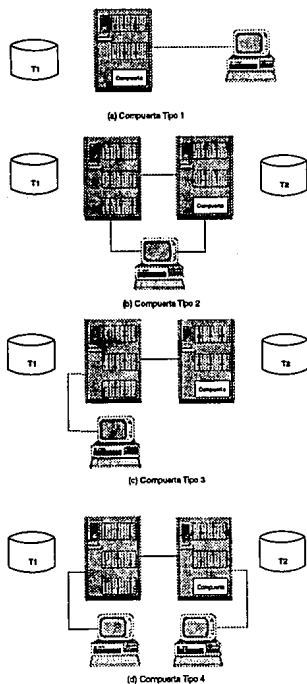 T1
Compuerta
(a) Compuerta Tipo 1
T1
T2
Compuerta
(b) Compuerta Tipo 2
T1
T2
Compuerta
(c) Compuerta Tipo 3
T1
T2
Compuerta
(d) Compuerta Tipo 4